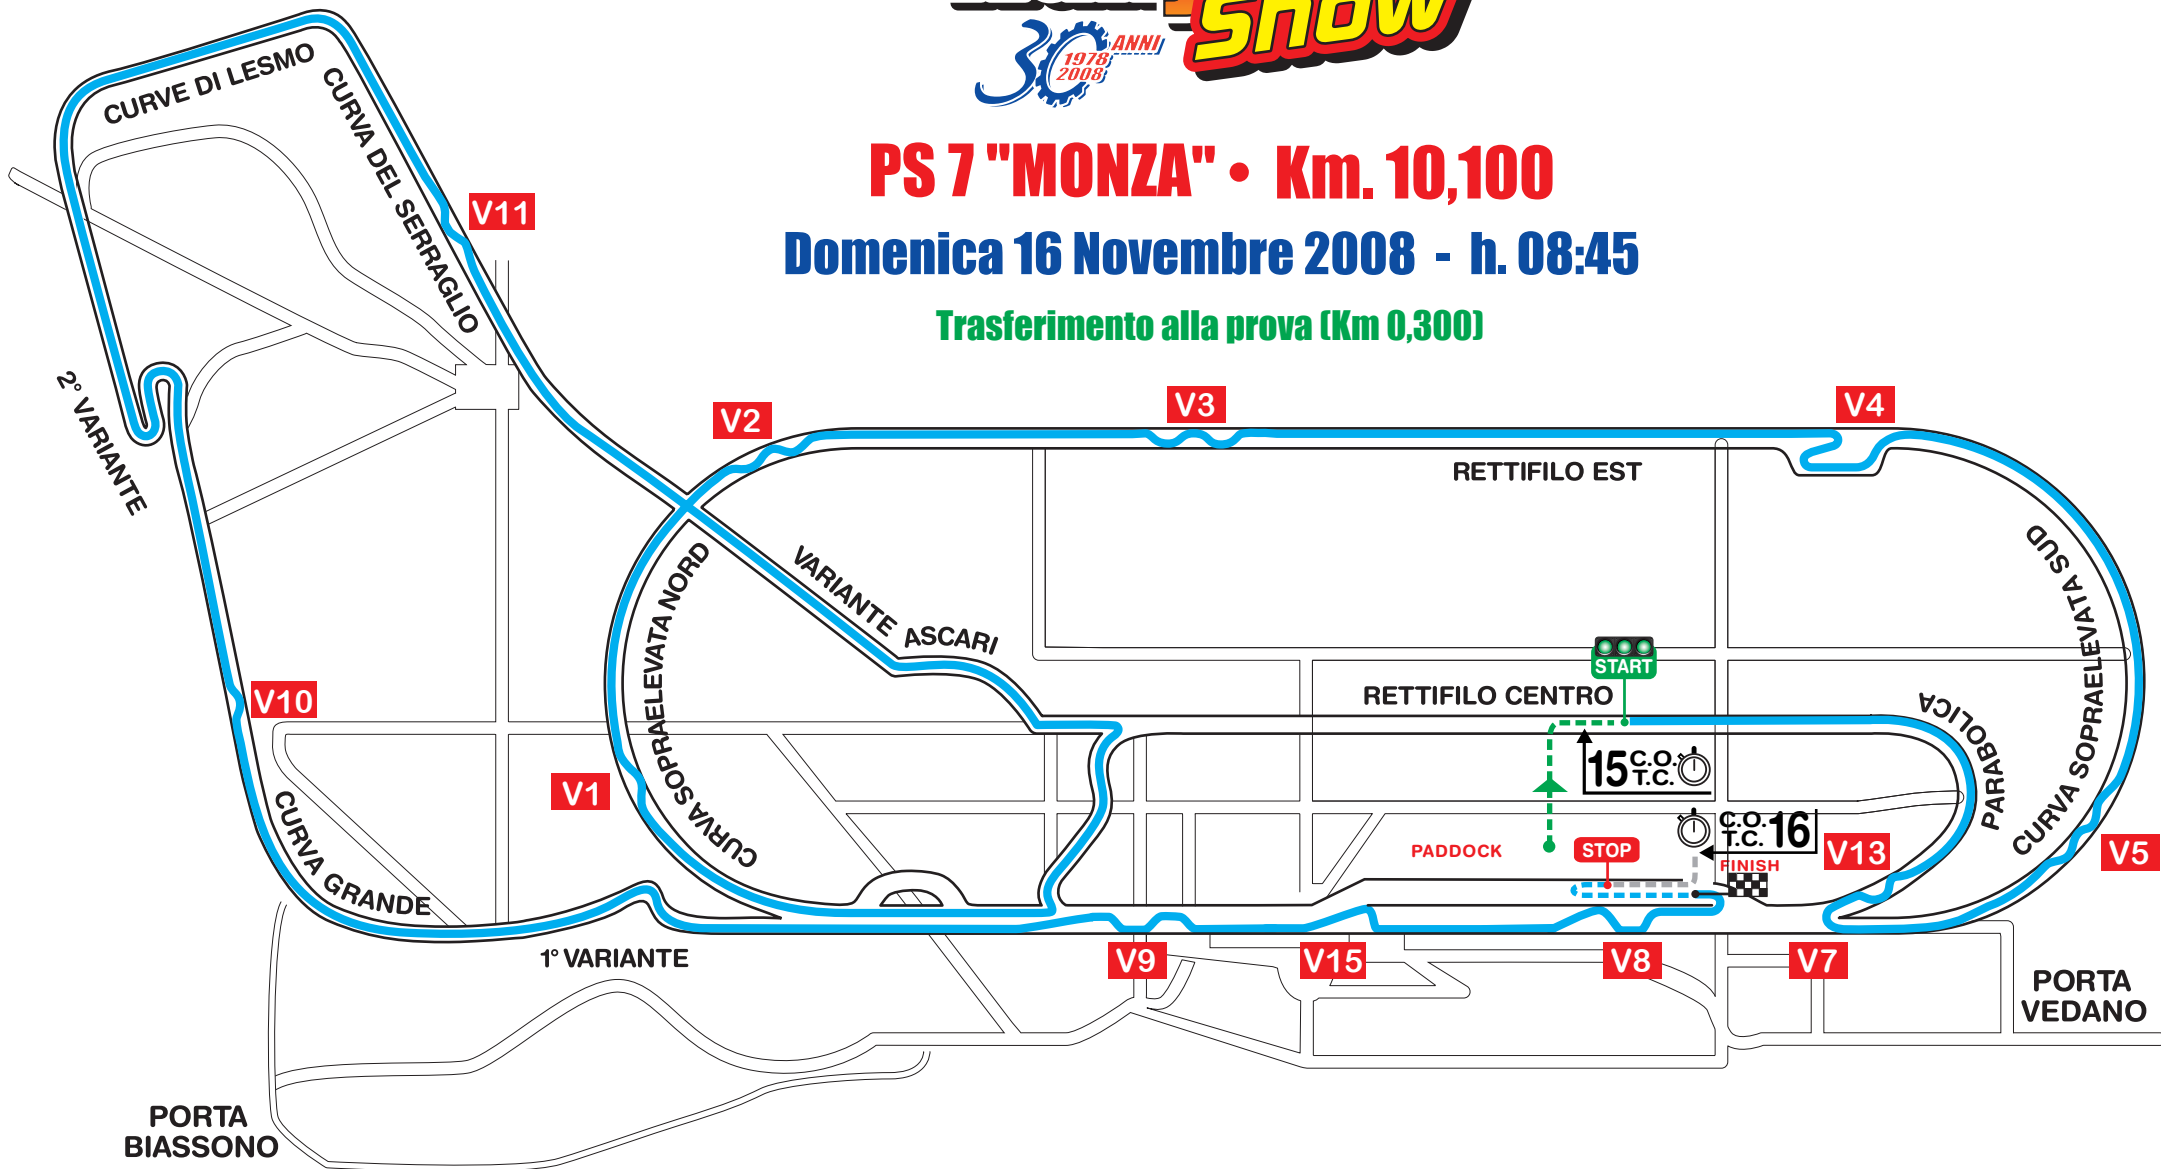 Show
30 ANNI
1978
2008
PS 7 "MONZA" • Km. 10,100
Domenica 16 Novembre 2008 - h. 08:45
Trasferimento alla prova (Km 0,300)
CURVE DI LESMO
CURVA DEL SERRAGLIO
V11
2° VARIANTE
V2
V3
V4
RETTIFILO EST
CURVA SOPRAELEVATA NORD
VARIANTE ASCARI
CURVA SOPRAELEVATA SUD
START
RETTIFILO CENTRO
PARABOLICA
V10
V1
15 C.O.
T.C.
C.O.
T.C. 16
CURVA GRANDE
PADDOCK
STOP
FINISH
V13
V5
1° VARIANTE
V9
V15
V8
V7
PORTA
VEDANO
PORTA
BIASSONO